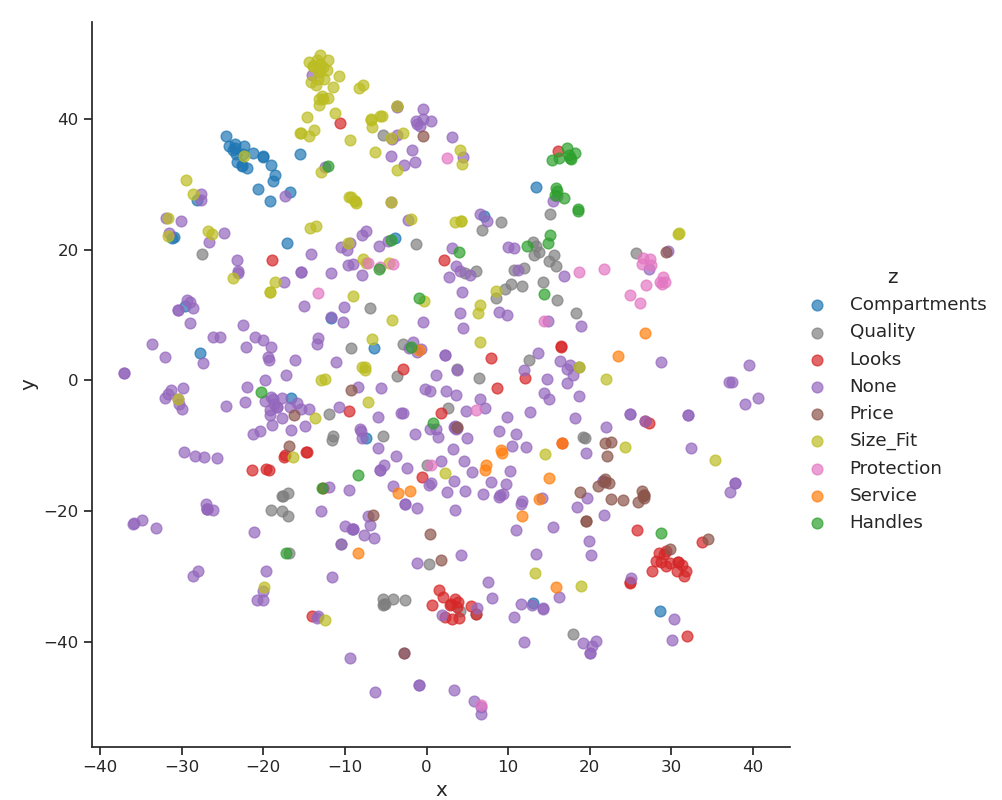 40
20
0
−20
−40
y
−40 −30 −20 −10 0 10 20 30 40
x
z
Compartments
Quality
Looks
None
Price
Size_Fit
Protection
Service
Handles